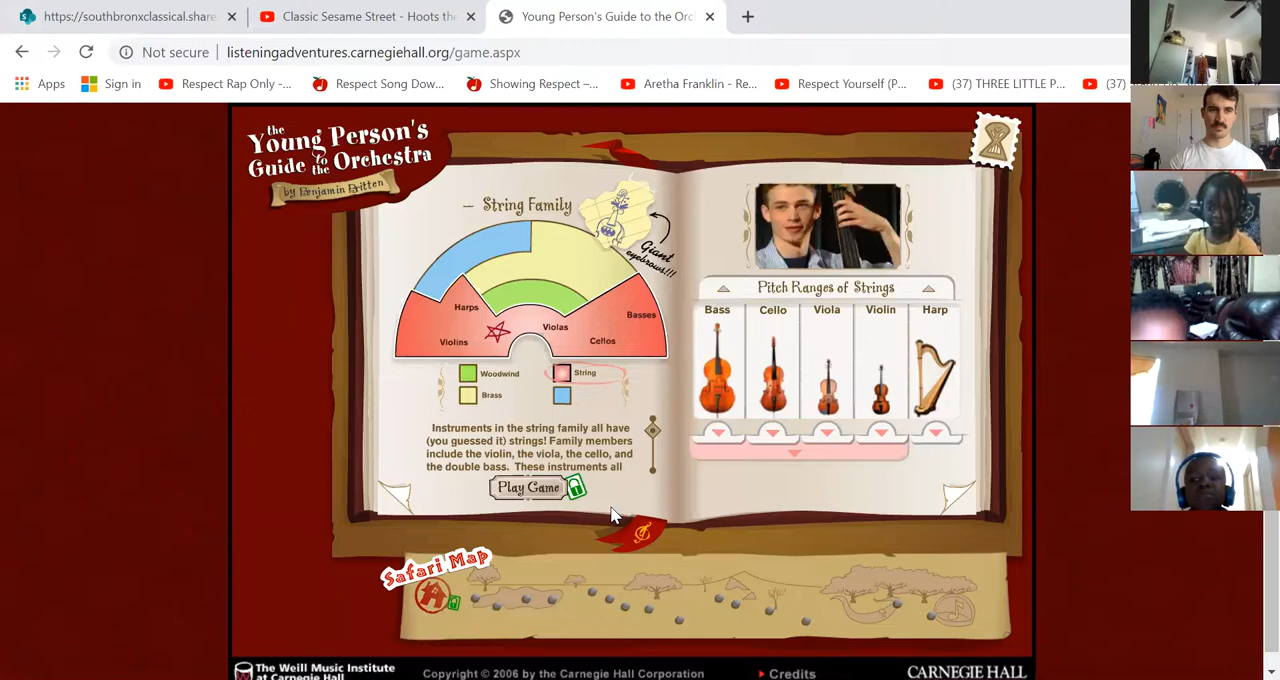 https://southbronxclassical.share
Classic Sesame Street - Hoots the
Young Person's Guide to the Orc
Not secure
listeningadventures.carnegiehall.org/game.aspx
Apps
Sign in
Respect Rap Only -...
Respect Song Dow...
Showing Respect –...
Aretha Franklin - Re...
Respect Yourself (P...
(37) THREE LITTLE P...
(37)
the
Young Person's
Guide to the Orchestra
by Benjamin Britten
String Family
Giant
eyebrows!!!
Harps
Violins
Violas
Cellos
Basses
Woodwind
String
Brass
Instruments in the string family all have
(you guessed it) strings! Family members
include the violin, the viola, the cello, and
the double bass. These instruments all
Play Game
Pitch Ranges of Strings
Bass
Cello
Viola
Violin
Harp
Safari Map
The Weill Music Institute
at Carnegie Hall
Copyright © 2006 by the Carnegie Hall Corporation
Credits
CARNEGIE HALL